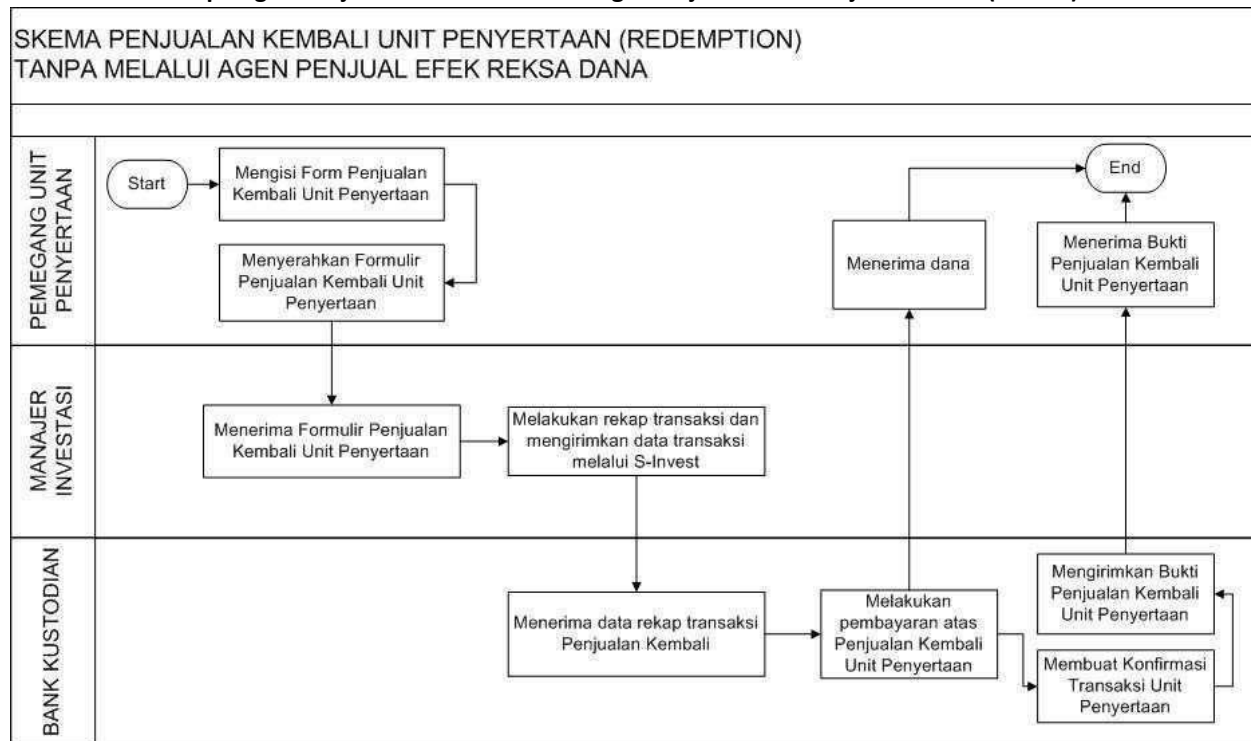 SKEMA PENJUALAN KEMBALI UNIT PENYERTAAN (REDEMPTION)
TANPA MELALUI AGEN PENJUAL EFEK REKSA DANA
PEMEGANG UNIT
PENYERTAAN
Start
Mengisi Form Penjualan
Kembali Unit Penyertaan
Menyerahkan Formulir
Penjualan Kembali Unit
Penyertaan
Menerima dana
End
Menerima Bukti
Penjualan Kembali
Unit Penyertaan
MANAJER
INVESTASI
Menerima Formulir Penjualan
Kembali Unit Penyertaan
Melakukan rekap transaksi dan
mengirimkan data transaksi
melalui S-Invest
BANK KUSTODIAN
Menerima data rekap transaksi
Penjualan Kembali
Melakukan
pembayaran atas
Penjualan Kembali
Unit Penyertaan
Mengirimkan Bukti
Penjualan Kembali
Unit Penyertaan
Membuat Konfirmasi
Transaksi Unit
Penyertaan